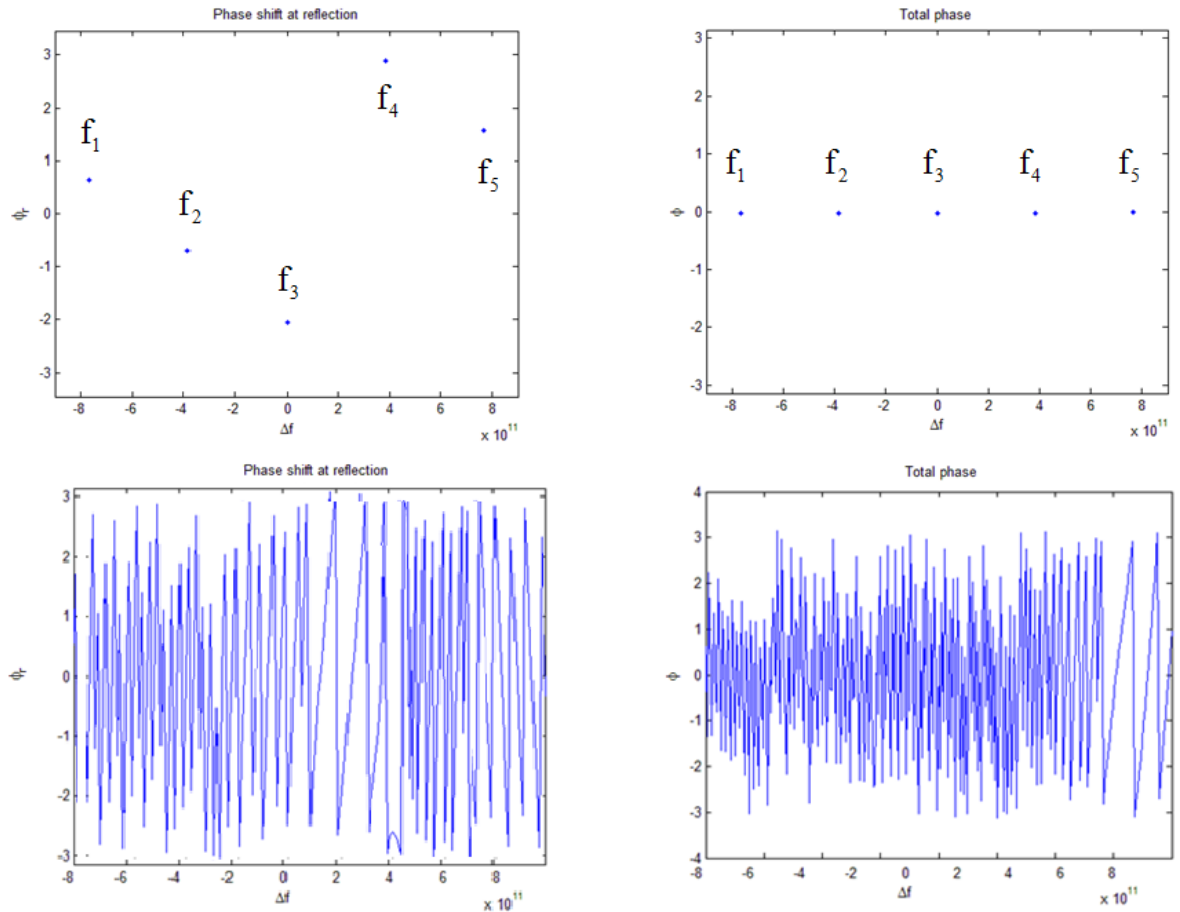 Phase shift at reflection
3
2
1
0
-1
-2
-3
ϕr
f1
f2
f3
f4
f5
-8 -6 -4 -2 0 2 4 6 8
Δf
x 10^11
Total phase
3
2
1
0
-1
-2
-3
ϕ
f1 f2 f3 f4 f5
-8 -6 -4 -2 0 2 4 6 8
Δf
x 10^11
Phase shift at reflection
3
2
1
0
-1
-2
-3
ϕr
-8 -6 -4 -2 0 2 4 6 8
Δf
x 10^11
Total phase
4
3
2
1
0
-1
-2
-3
-4
ϕ
-8 -6 -4 -2 0 2 4 6 8
Δf
x 10^11